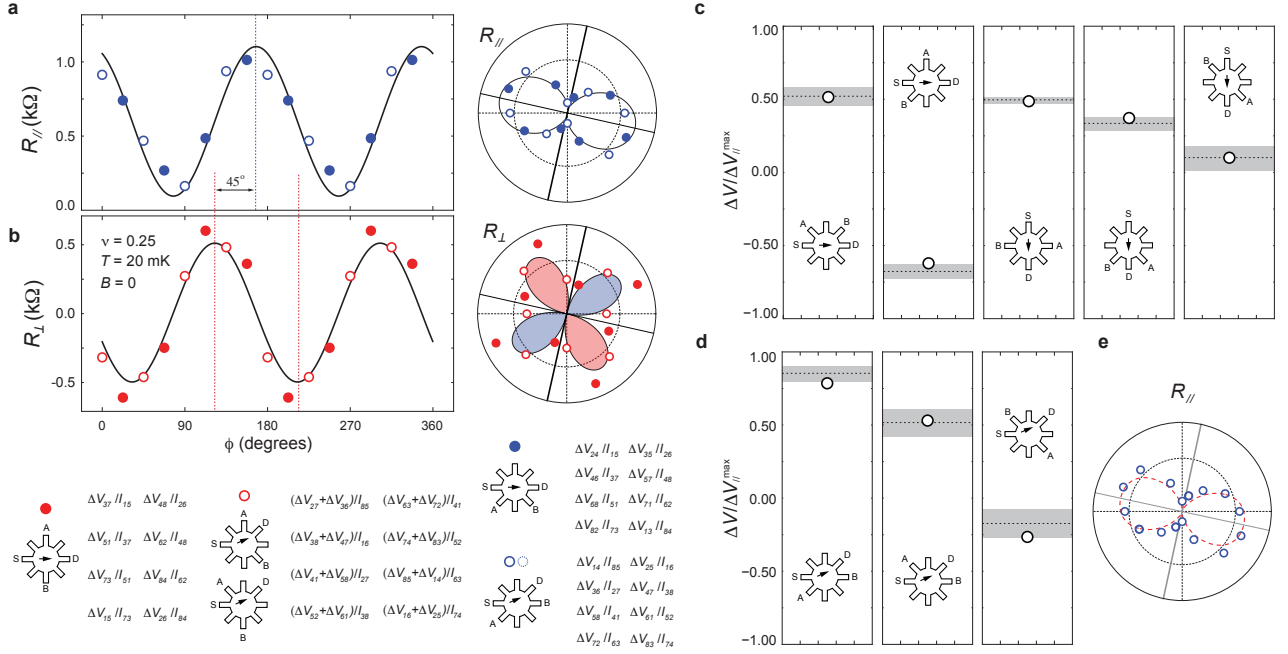 a
R// (kΩ)
1.0
0.5
0.0
45°
R//
b
R⊥ (kΩ)
0.5
0.0
−0.5
ν = 0.25
T = 20 mK
B = 0
R⊥
0 90 180 270 360
ϕ (degrees)
ΔV37/I15 ΔV48/I26
ΔV51/I37 ΔV62/I48
ΔV73/I51 ΔV84/I62
ΔV15/I73 ΔV26/I84
A
S D
B
(ΔV27+ΔV36)/I85 (ΔV63+ΔV72)/I41
(ΔV38+ΔV47)/I16 (ΔV74+ΔV83)/I52
(ΔV41+ΔV58)/I27 (ΔV85+ΔV14)/I63
(ΔV52+ΔV61)/I38 (ΔV16+ΔV25)/I74
A D
S
B
A D
S
B
ΔV24/I15 ΔV35/I26
ΔV46/I37 ΔV57/I48
ΔV68/I51 ΔV71/I62
ΔV82/I73 ΔV13/I84
S D
A B
ΔV14/I85 ΔV25/I16
ΔV36/I27 ΔV47/I38
ΔV58/I41 ΔV61/I52
ΔV72/I63 ΔV83/I74
D
S B
A
c
ΔV/ΔV//max
1.00
0.50
0.00
−0.50
−1.00
A B
S D
A
S D
B
S
B A
D
S
B A
D
S
B
A
D
d
ΔV/ΔV//max
1.00
0.50
0.00
−0.50
−1.00
D
S B
A
D
S
A B
B D
S
A
e
R//